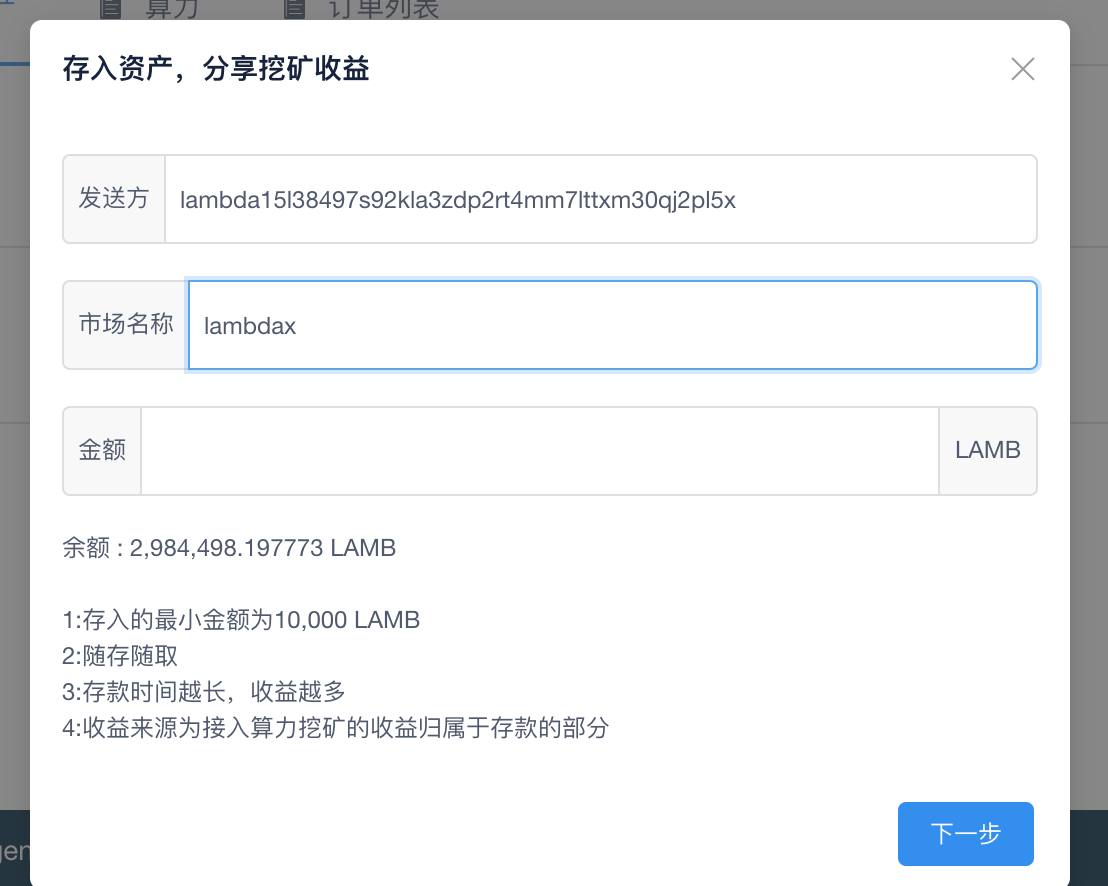 算力 订单列表
存入资产，分享挖矿收益
发送方 lambda15l38497s92kla3zdp2rt4mm7lttxm30qj2pl5x
市场名称 lambdax
金额 LAMB
余额 : 2,984,498.197773 LAMB
1:存入的最小金额为10,000 LAMB
2:随存随取
3:存款时间越长，收益越多
4:收益来源为接入算力挖矿的收益归属于存款的部分
下一步